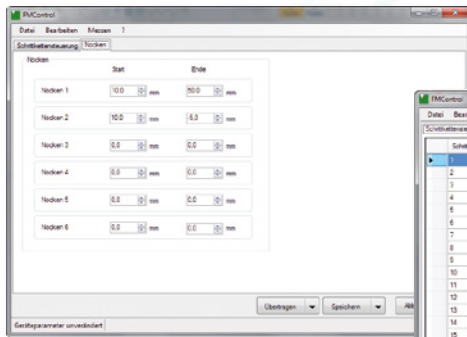 FMControl
Datei Bearbeiten Messen ?
Schrittkettensteuerung Nocken
Nocken
Start Ende
Nocken 1 10.0 mm 50.0 mm
Nocken 2 10.0 mm -5,0 mm
Nocken 3 0,0 mm 0,0 mm
Nocken 4 0,0 mm 0,0 mm
Nocken 5 0,0 mm 0,0 mm
Nocken 6 0,0 mm 0,0 mm
Übertragen Speichern
Geräteparameter unverändert
FMControl
Datei
1
2
3
4
5
6
7
8
9
10
11
12
13
14
15